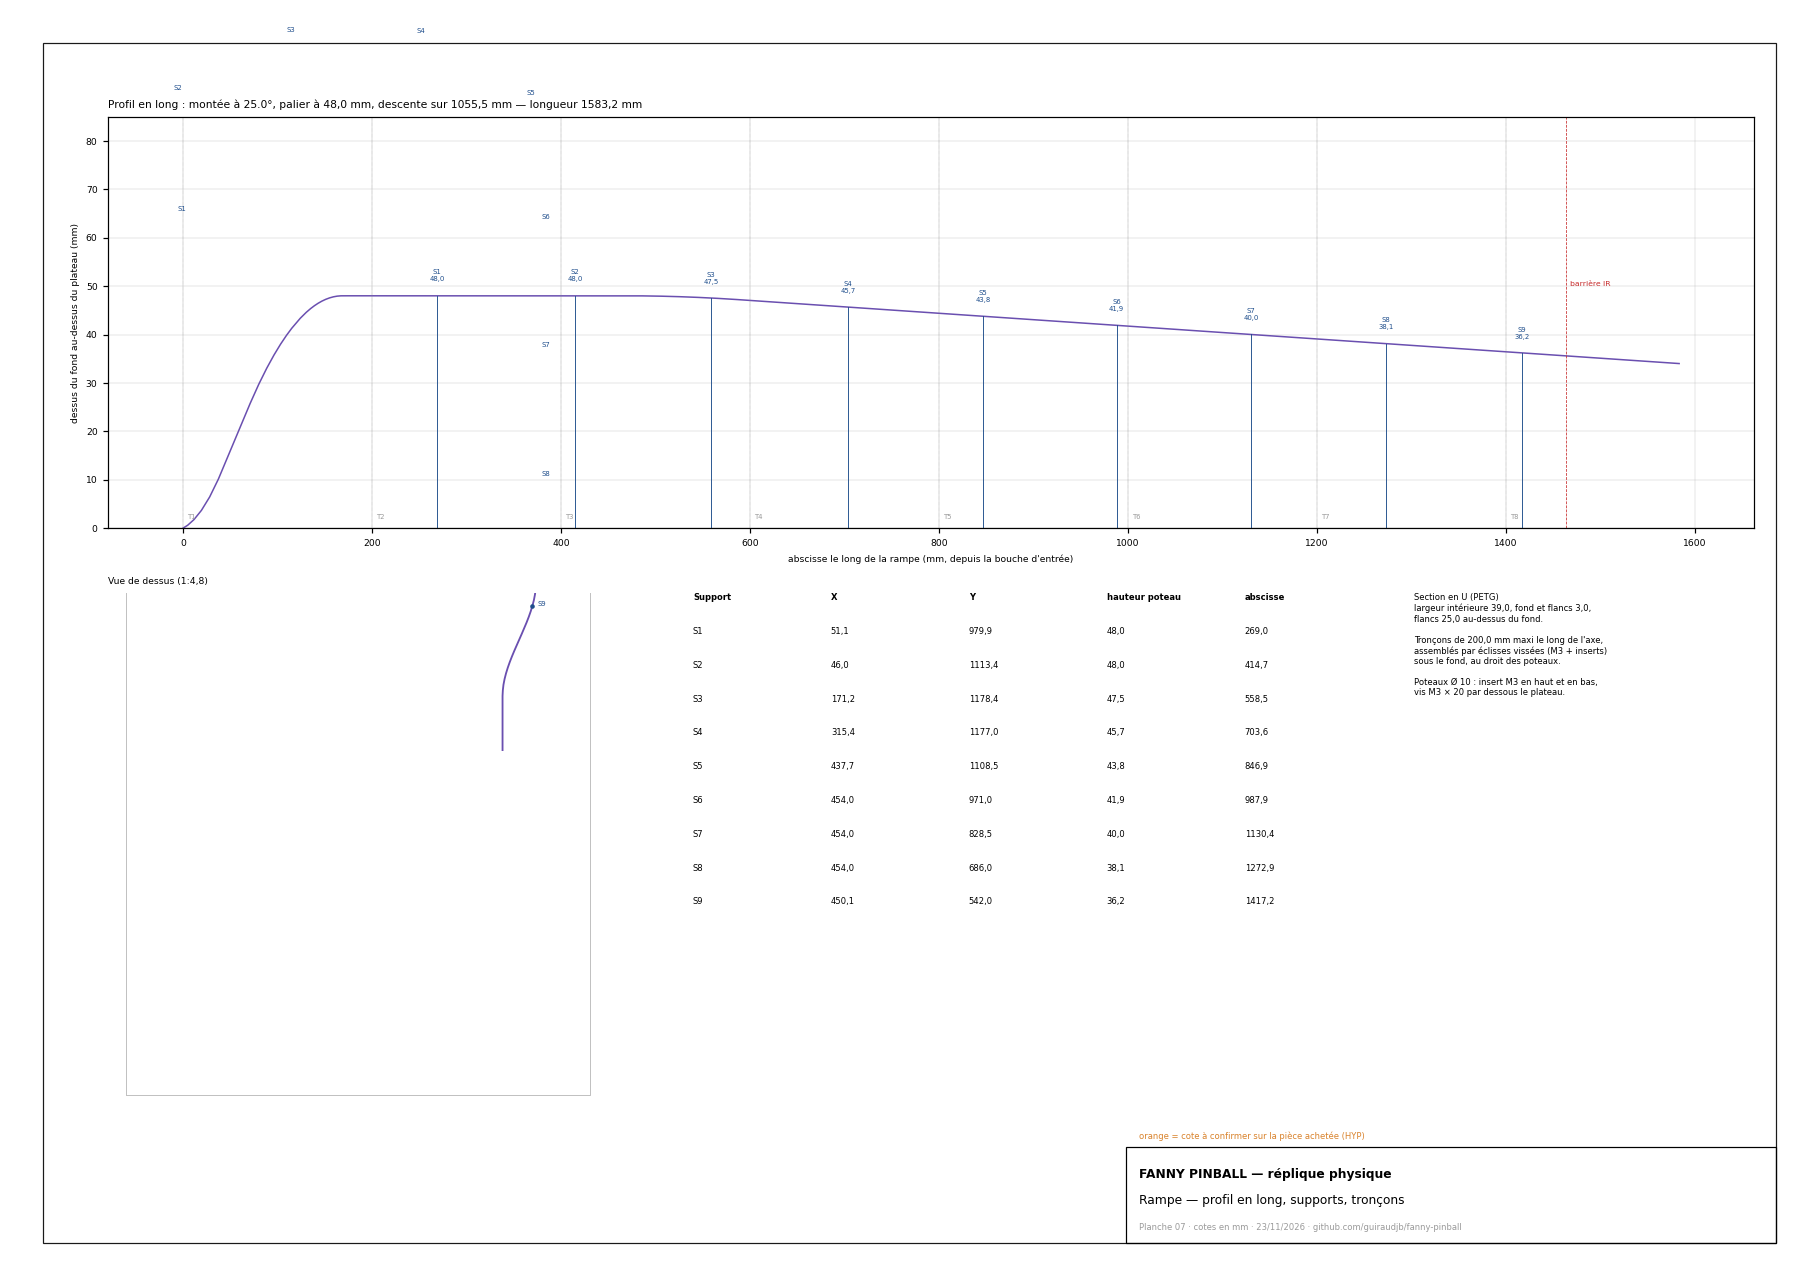 S3
S4
S2
S5
Profil en long : montée à 25.0°, palier à 48,0 mm, descente sur 1055,5 mm — longueur 1583,2 mm
dessus du fond au-dessus du plateau (mm)
80
70
60
50
40
30
20
10
0
S1
S6
S7
S8
S1
48,0
S2
48,0
S3
47,5
S4
45,7
S5
43,8
S6
41,9
S7
40,0
S8
38,1
S9
36,2
barrière IR
T1
T2
T3
T4
T5
T6
T7
T8
0
200
400
600
800
1000
1200
1400
1600
abscisse le long de la rampe (mm, depuis la bouche d'entrée)
Vue de dessus (1:4,8)
S9
Support X Y hauteur poteau abscisse
S1 51,1 979,9 48,0 269,0
S2 46,0 1113,4 48,0 414,7
S3 171,2 1178,4 47,5 558,5
S4 315,4 1177,0 45,7 703,6
S5 437,7 1108,5 43,8 846,9
S6 454,0 971,0 41,9 987,9
S7 454,0 828,5 40,0 1130,4
S8 454,0 686,0 38,1 1272,9
S9 450,1 542,0 36,2 1417,2
Section en U (PETG)
largeur intérieure 39,0, fond et flancs 3,0,
flancs 25,0 au-dessus du fond.
Tronçons de 200,0 mm maxi le long de l'axe,
assemblés par éclisses vissées (M3 + inserts)
sous le fond, au droit des poteaux.
Poteaux Ø 10 : insert M3 en haut et en bas,
vis M3 × 20 par dessous le plateau.
orange = cote à confirmer sur la pièce achetée (HYP)
FANNY PINBALL — réplique physique
Rampe — profil en long, supports, tronçons
Planche 07 · cotes en mm · 23/11/2026 · github.com/guiraudjb/fanny-pinball